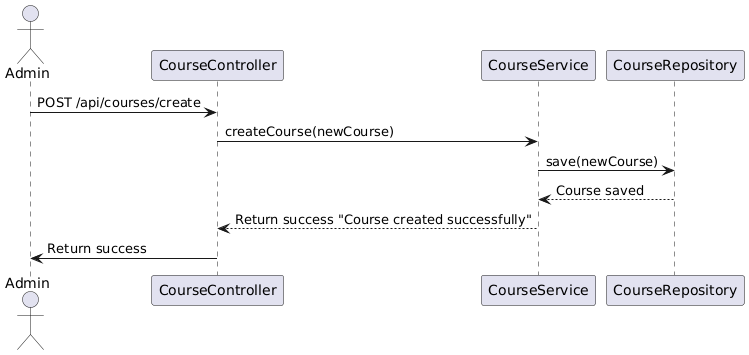 Admin
CourseController
CourseService
CourseRepository
POST /api/courses/create
createCourse(newCourse)
save(newCourse)
Course saved
Return success "Course created successfully"
Return success
Admin
CourseController
CourseService
CourseRepository